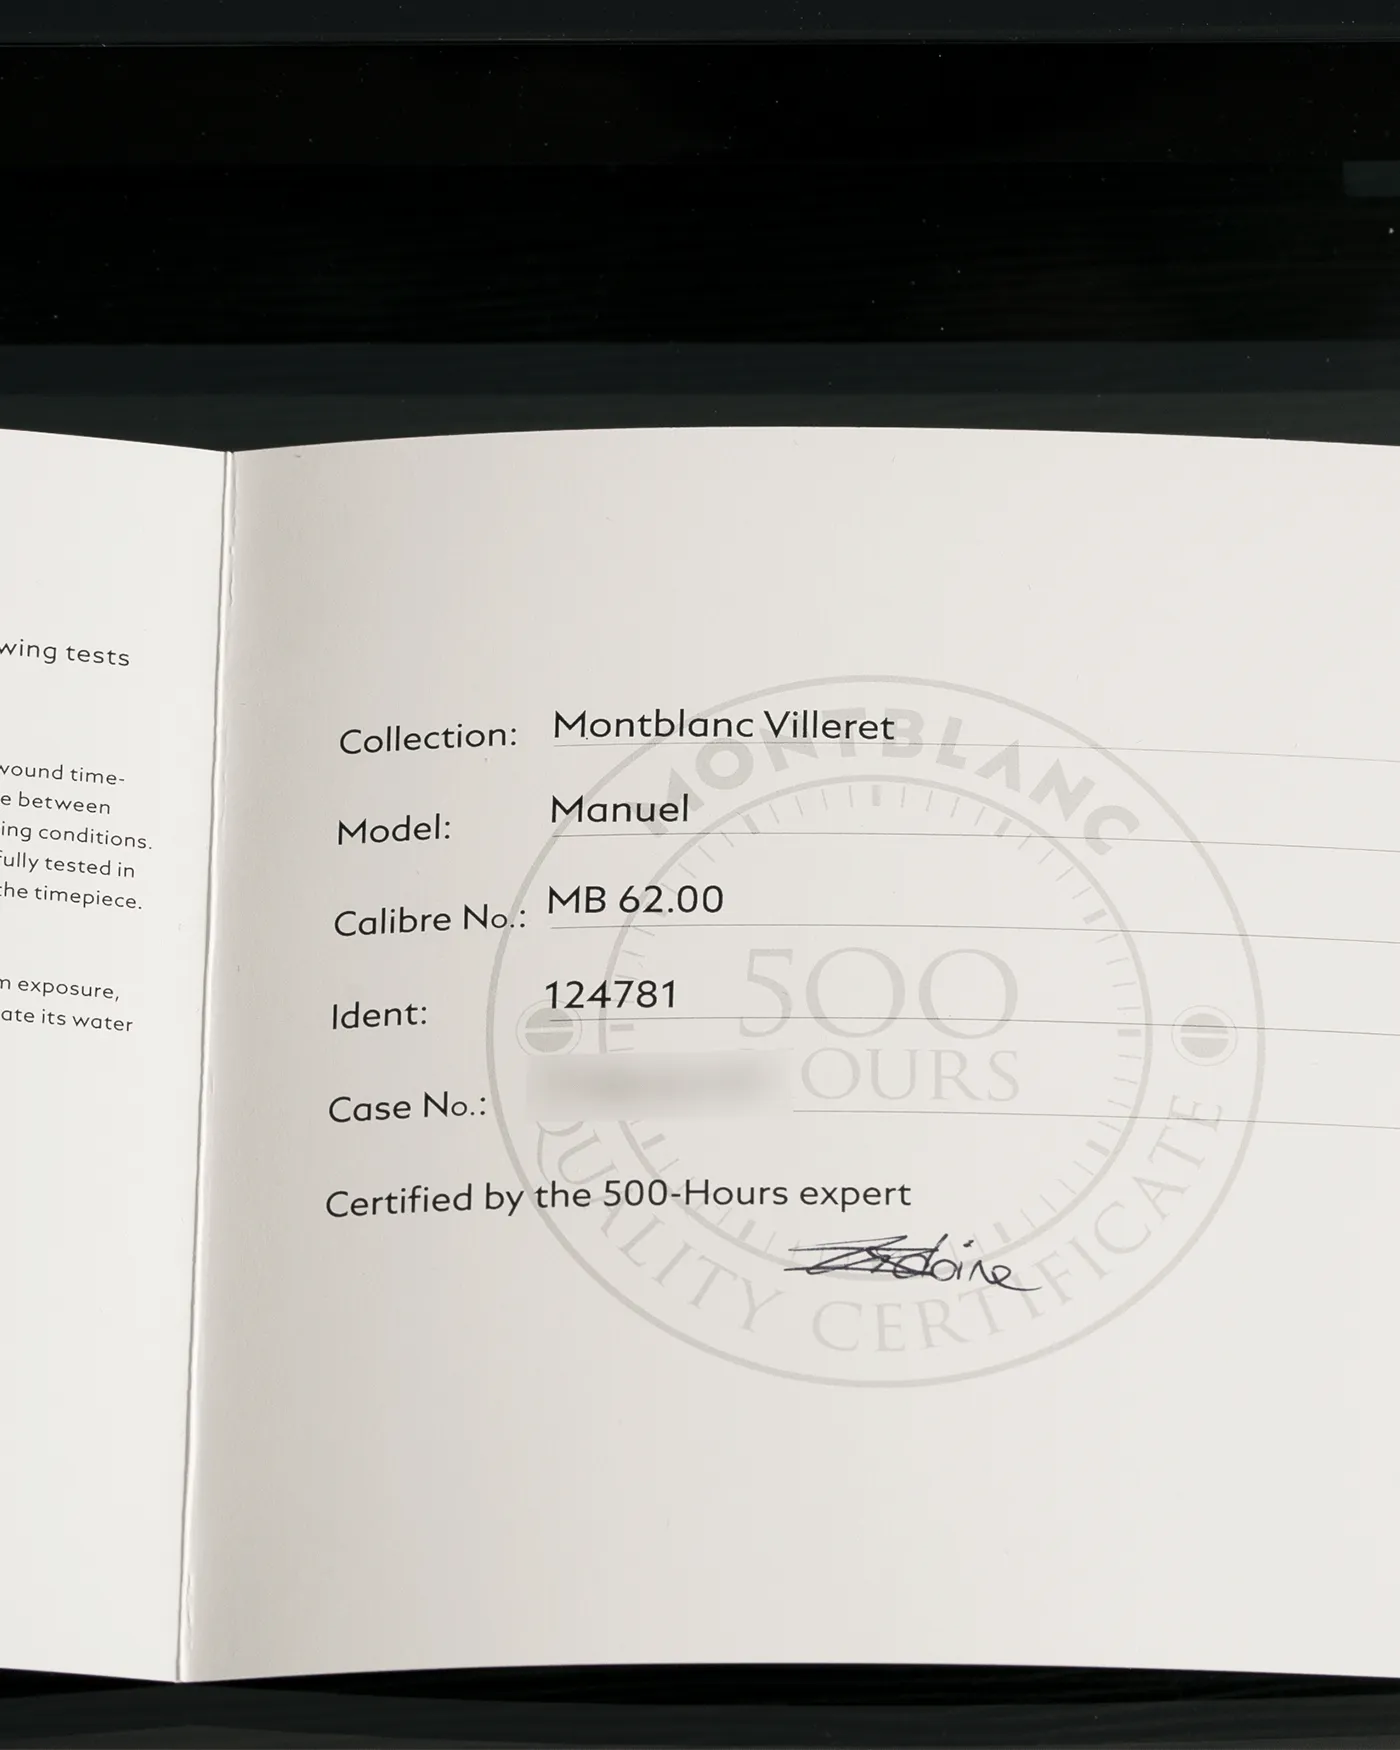 wing tests
wound time-
e between
ing conditions.
fully tested in
the timepiece.
m exposure,
ate its water
Collection: Montblanc Villeret
Model: Manuel
Calibre No.: MB 62.00
Ident: 124781
Case No.:
Certified by the 500-Hours expert
MONTBLANC
500
HOURS
QUALITY CERTIFICATE